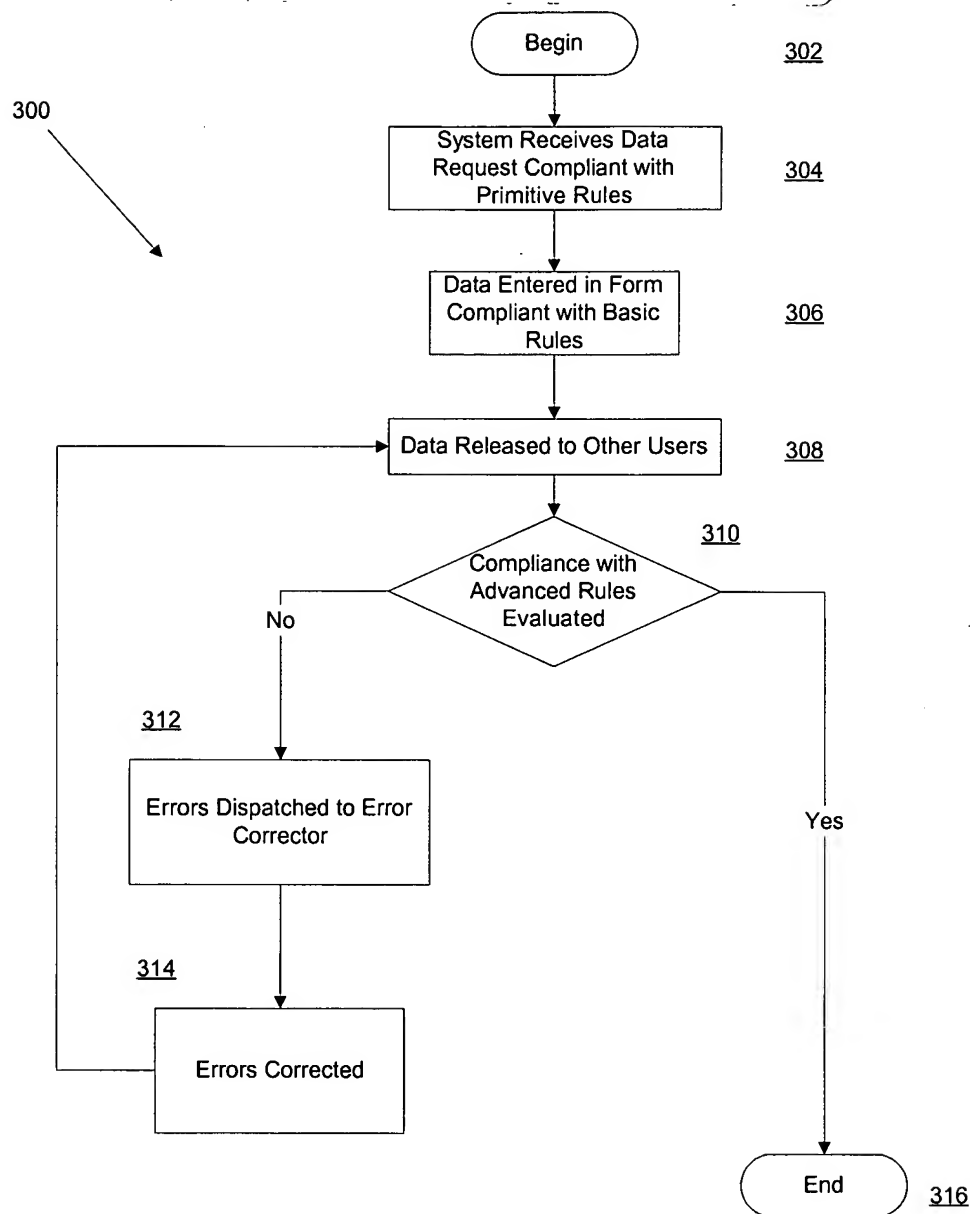 Begin
302
300
System Receives Data
Request Compliant with
Primitive Rules
304
Data Entered in Form
Compliant with Basic
Rules
306
Data Released to Other Users
308
310
Compliance with
Advanced Rules
Evaluated
No
312
Errors Dispatched to Error
Corrector
Yes
314
Errors Corrected
End
316